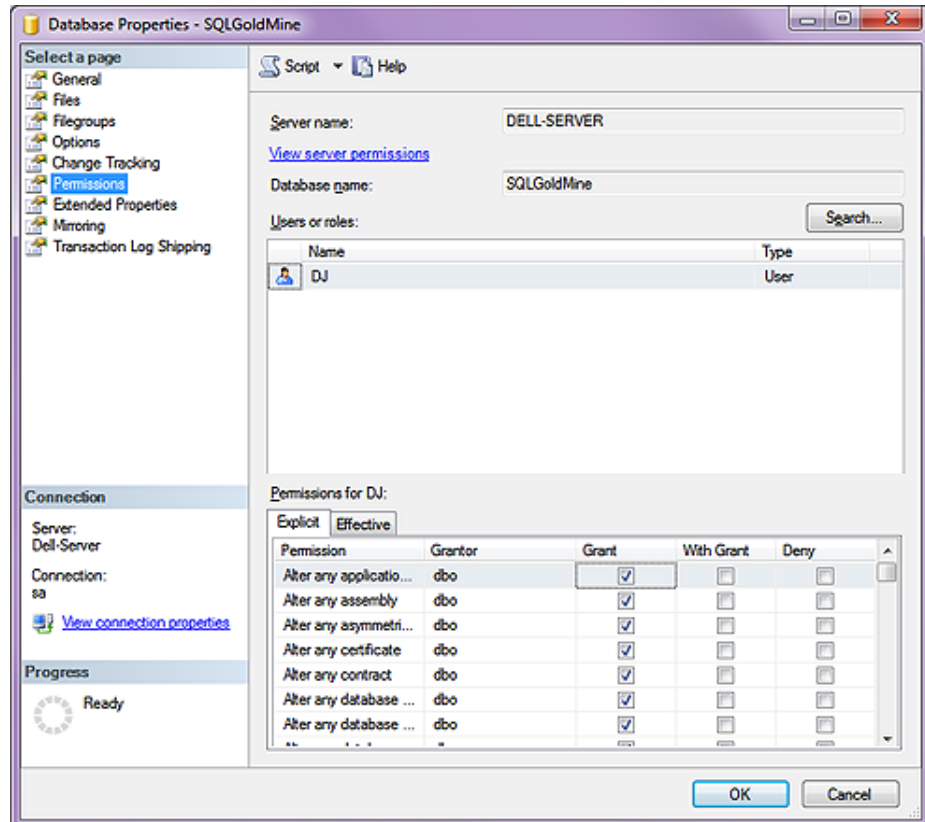 Database Properties - SQLGoldMine
Select a page
General
Files
Filegroups
Options
Change Tracking
Permissions
Extended Properties
Mirroring
Transaction Log Shipping
Script Help
Server name: DELL-SERVER
View server permissions
Database name: SQLGoldMine
Users or roles: Search...
Name Type
DJ User
Connection
Server:
Dell-Server
Connection:
sa
View connection properties
Progress
Ready
Permissions for DJ:
Explicit Effective
Permission Grantor Grant With Grant Deny
Alter any applicatio... dbo
Alter any assembly dbo
Alter any asymmetri... dbo
Alter any certificate dbo
Alter any contract dbo
Alter any database ... dbo
Alter any database ... dbo
OK Cancel